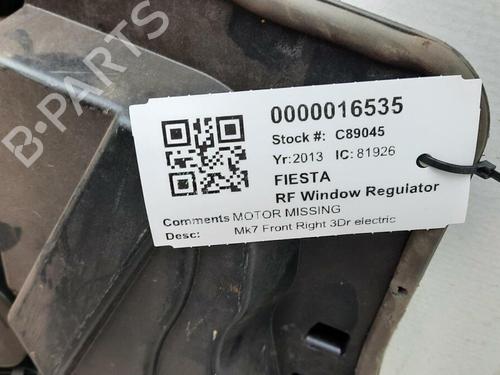 B-PARTS
0000016535
Stock #: C89045
Yr:2013 IC: 81926
FIESTA
RF Window Regulator
Comments MOTOR MISSING
Desc: Mk7 Front Right 3Dr electric